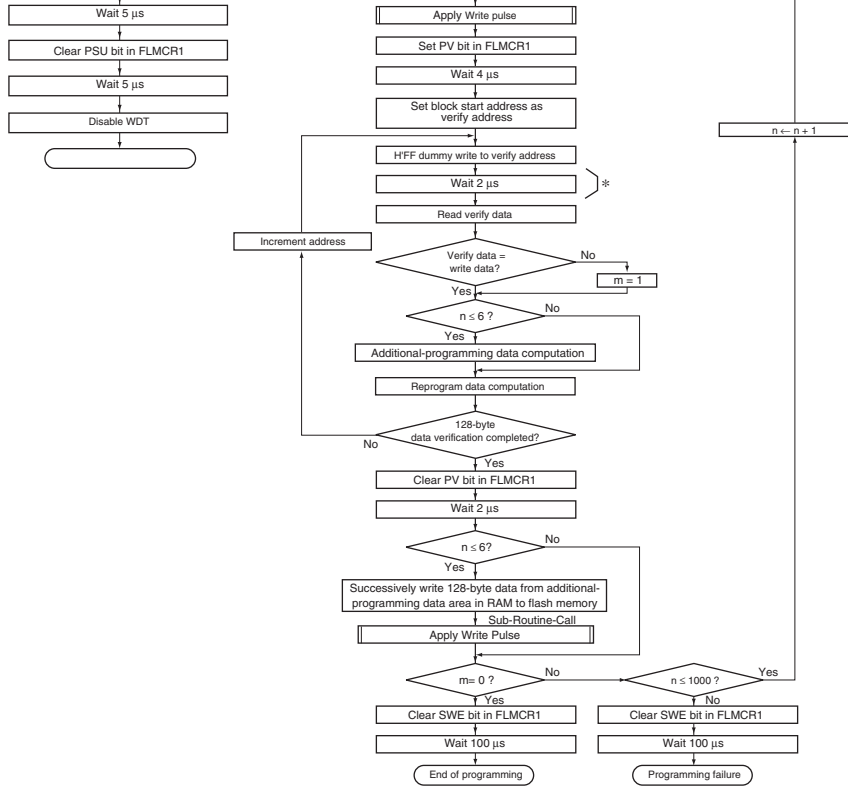 Wait 5 µs
Clear PSU bit in FLMCR1
Wait 5 µs
Disable WDT
Apply Write pulse
Set PV bit in FLMCR1
Wait 4 µs
Set block start address as
verify address
n ← n + 1
H'FF dummy write to verify address
Wait 2 µs
*
Read verify data
Increment address
Verify data =
write data?
No
m = 1
Yes
n ≤ 6 ?
No
Yes
Additional-programming data computation
Reprogram data computation
128-byte
data verification completed?
No
Yes
Clear PV bit in FLMCR1
Wait 2 µs
n ≤ 6?
No
Yes
Successively write 128-byte data from additional-
programming data area in RAM to flash memory
Sub-Routine-Call
Apply Write Pulse
m= 0 ?
No
n ≤ 1000 ?
Yes
Yes
No
Clear SWE bit in FLMCR1
Clear SWE bit in FLMCR1
Wait 100 µs
Wait 100 µs
End of programming
Programming failure